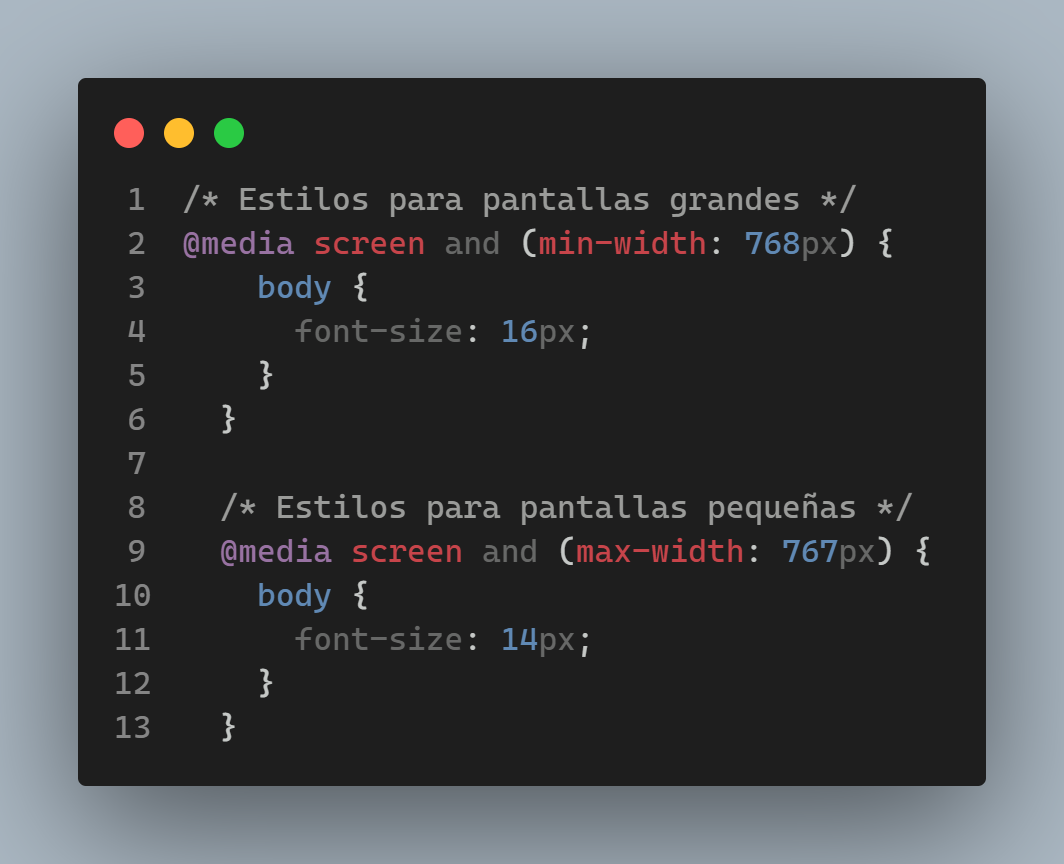 1 /* Estilos para pantallas grandes */
2 @media screen and (min-width: 768px) {
3     body {
4       font-size: 16px;
5     }
6   }
7
8   /* Estilos para pantallas pequeñas */
9   @media screen and (max-width: 767px) {
10     body {
11       font-size: 14px;
12     }
13   }